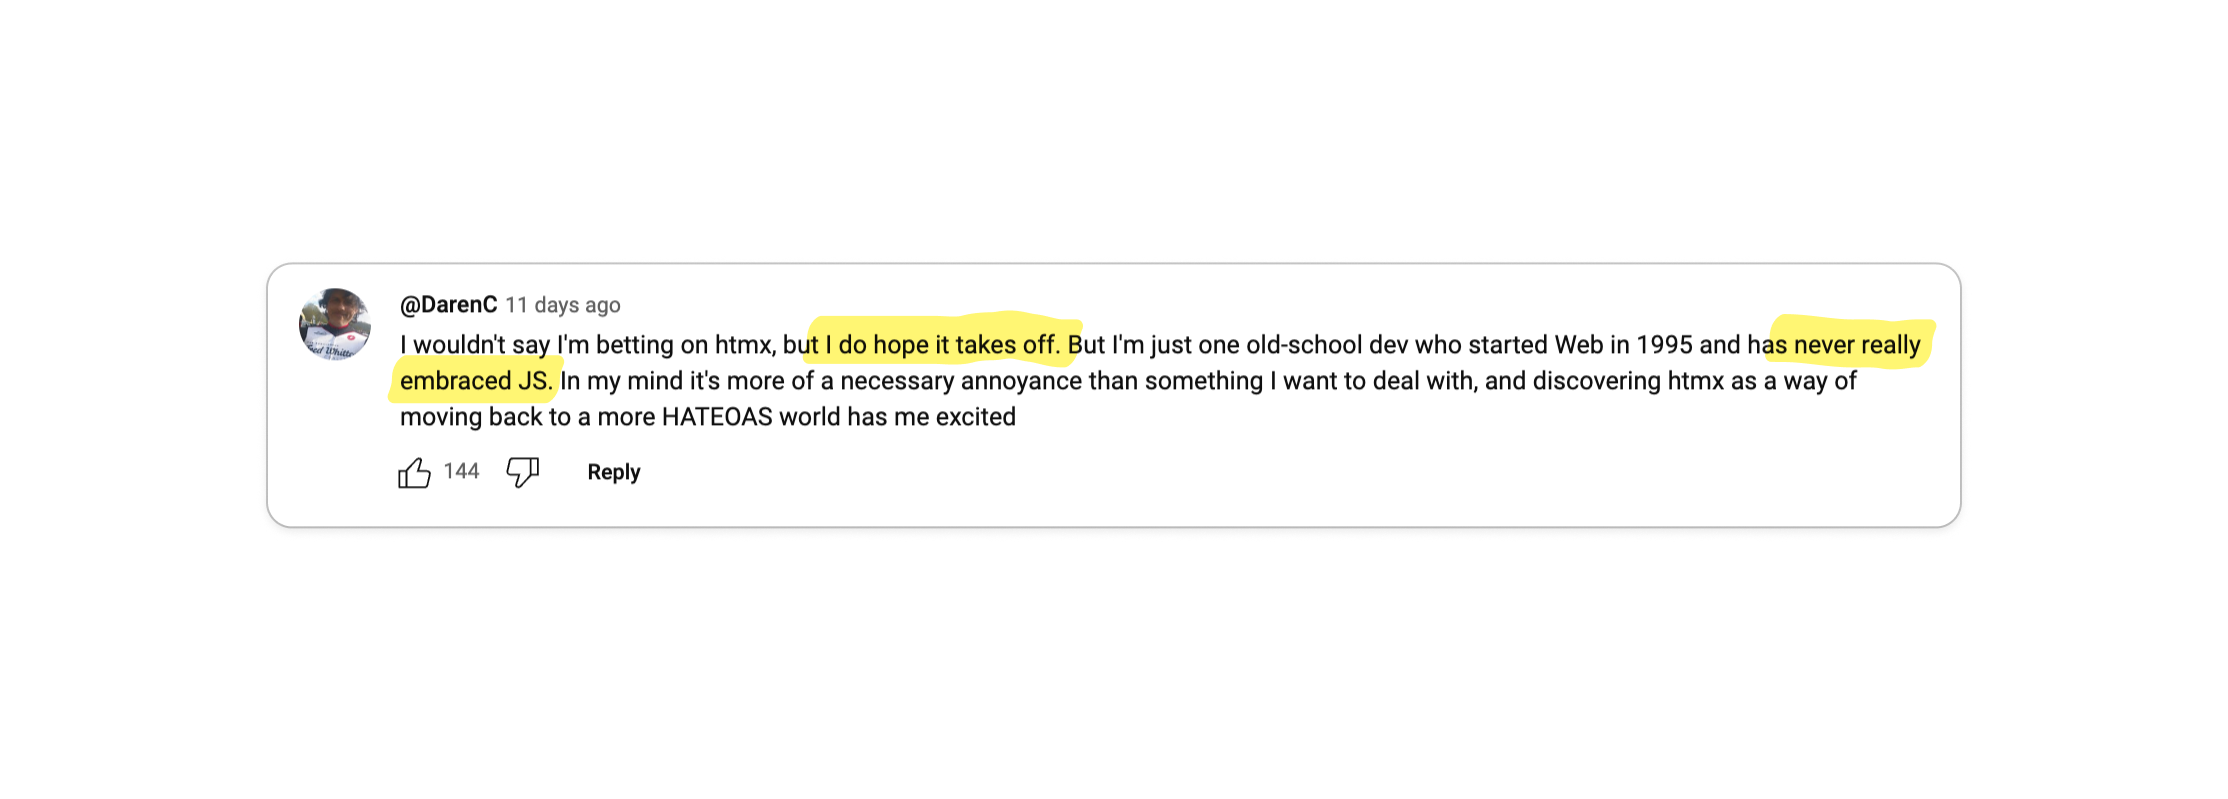 @DarenC 11 days ago
I wouldn't say I'm betting on htmx, but I do hope it takes off. But I'm just one old-school dev who started Web in 1995 and has never really
embraced JS. In my mind it's more of a necessary annoyance than something I want to deal with, and discovering htmx as a way of
moving back to a more HATEOAS world has me excited
144 Reply